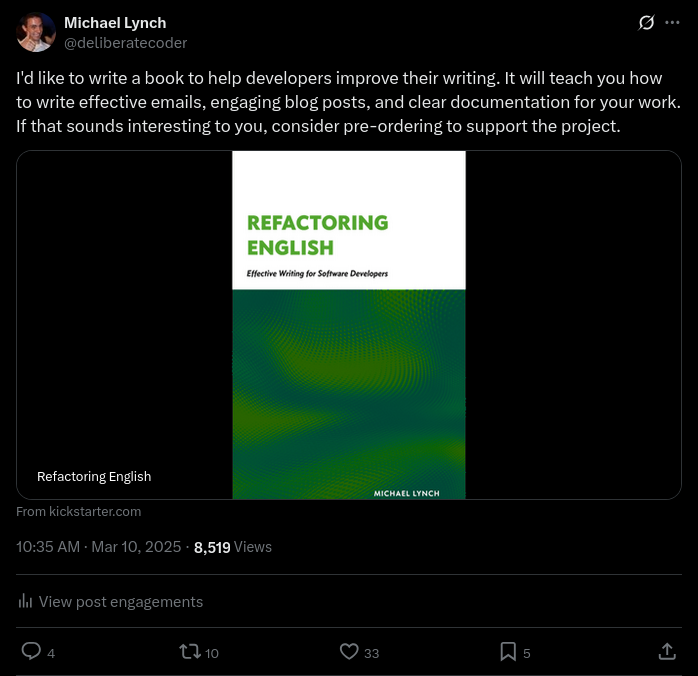 Michael Lynch
@deliberatecoder
I'd like to write a book to help developers improve their writing. It will teach you how
to write effective emails, engaging blog posts, and clear documentation for your work.
If that sounds interesting to you, consider pre-ordering to support the project.
REFACTORING
ENGLISH
Effective Writing for Software Developers
MICHAEL LYNCH
Refactoring English
From kickstarter.com
10:35 AM · Mar 10, 2025 · 8,519 Views
View post engagements
4 10 33 5